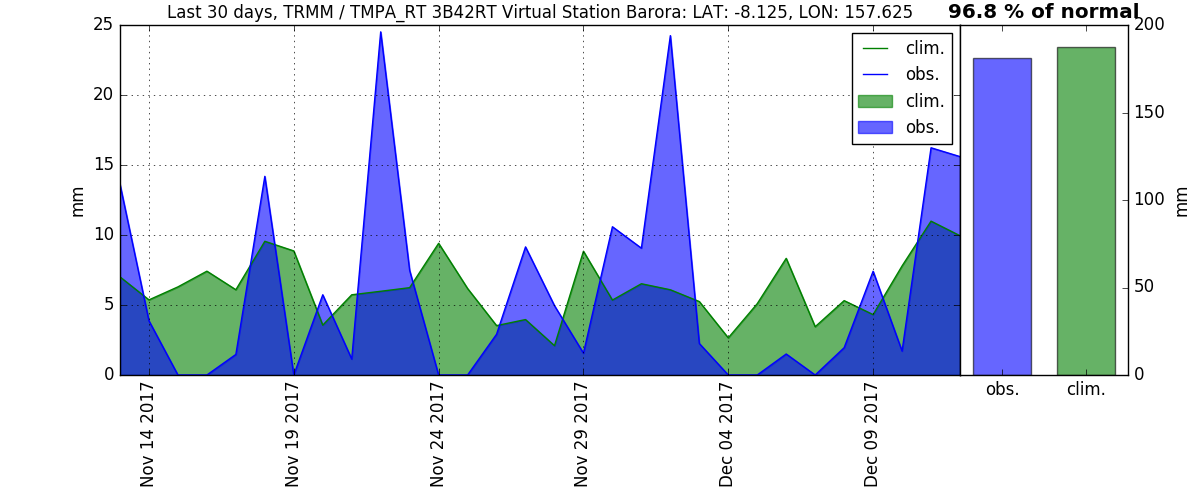 Last 30 days, TRMM / TMPA_RT 3B42RT Virtual Station Barora: LAT: -8.125, LON: 157.625
96.8 % of normal
25
20
15
10
5
0
mm
clim.
obs.
clim.
obs.
200
150
100
50
0
mm
Nov 14 2017
Nov 19 2017
Nov 24 2017
Nov 29 2017
Dec 04 2017
Dec 09 2017
obs.
clim.